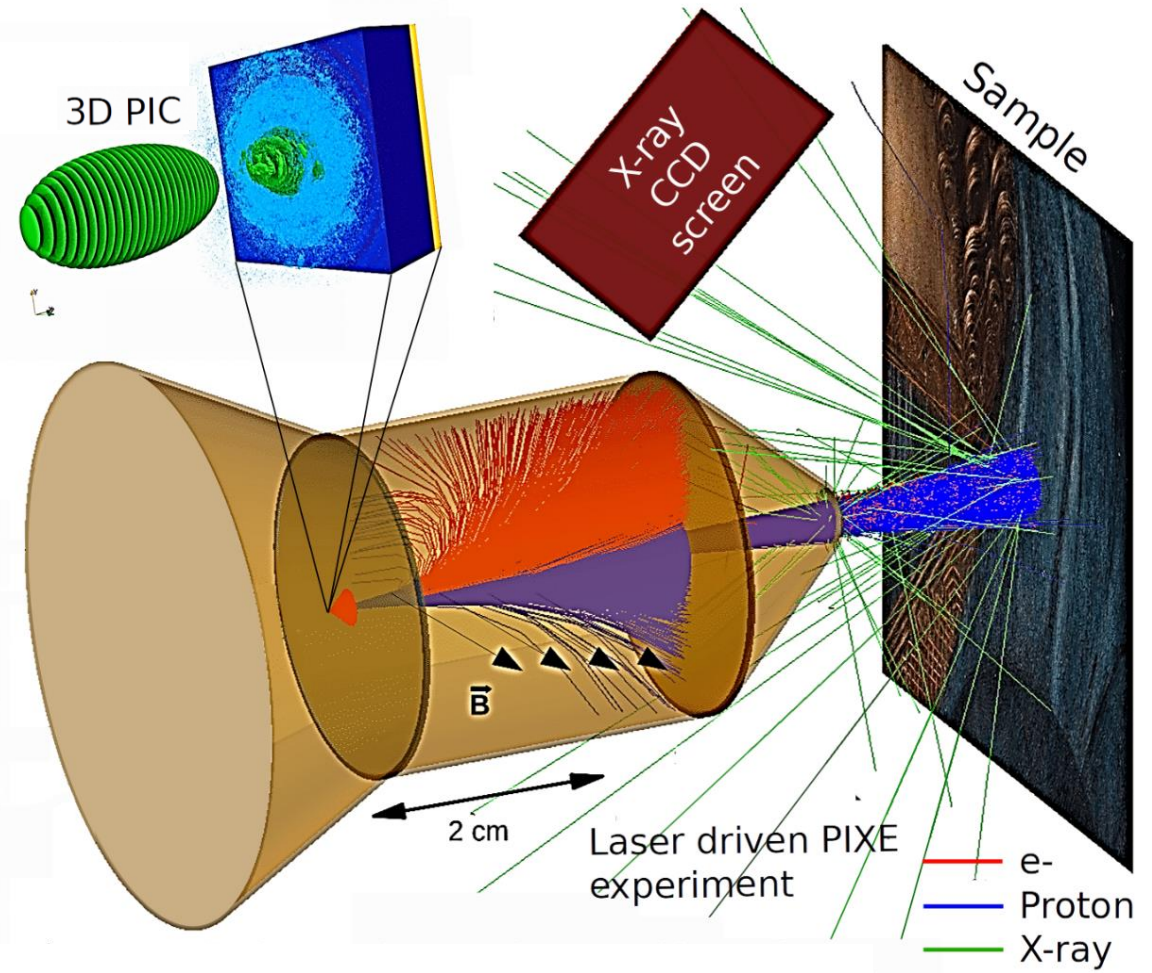 3D PIC
X-ray
CCD
screen
Sample
B
2 cm
Laser driven PIXE
experiment
e-
Proton
X-ray